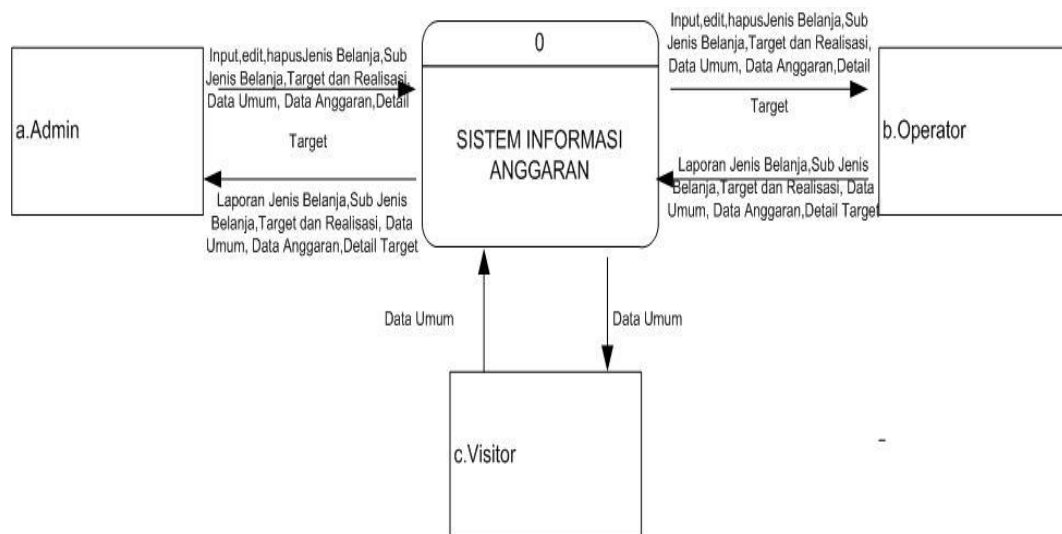 a.Admin
Input,edit,hapusJenis Belanja,Sub
Jenis Belanja,Target dan Realisasi,
Data Umum, Data Anggaran,Detail
Target
Laporan Jenis Belanja,Sub Jenis
Belanja,Target dan Realisasi, Data
Umum, Data Anggaran,Detail Target
0
SISTEM INFORMASI
ANGGARAN
Input,edit,hapusJenis Belanja,Sub
Jenis Belanja,Target dan Realisasi,
Data Umum, Data Anggaran,Detail
Target
Laporan Jenis Belanja,Sub Jenis
Belanja,Target dan Realisasi, Data
Umum, Data Anggaran,Detail Target
b.Operator
Data Umum
Data Umum
c.Visitor